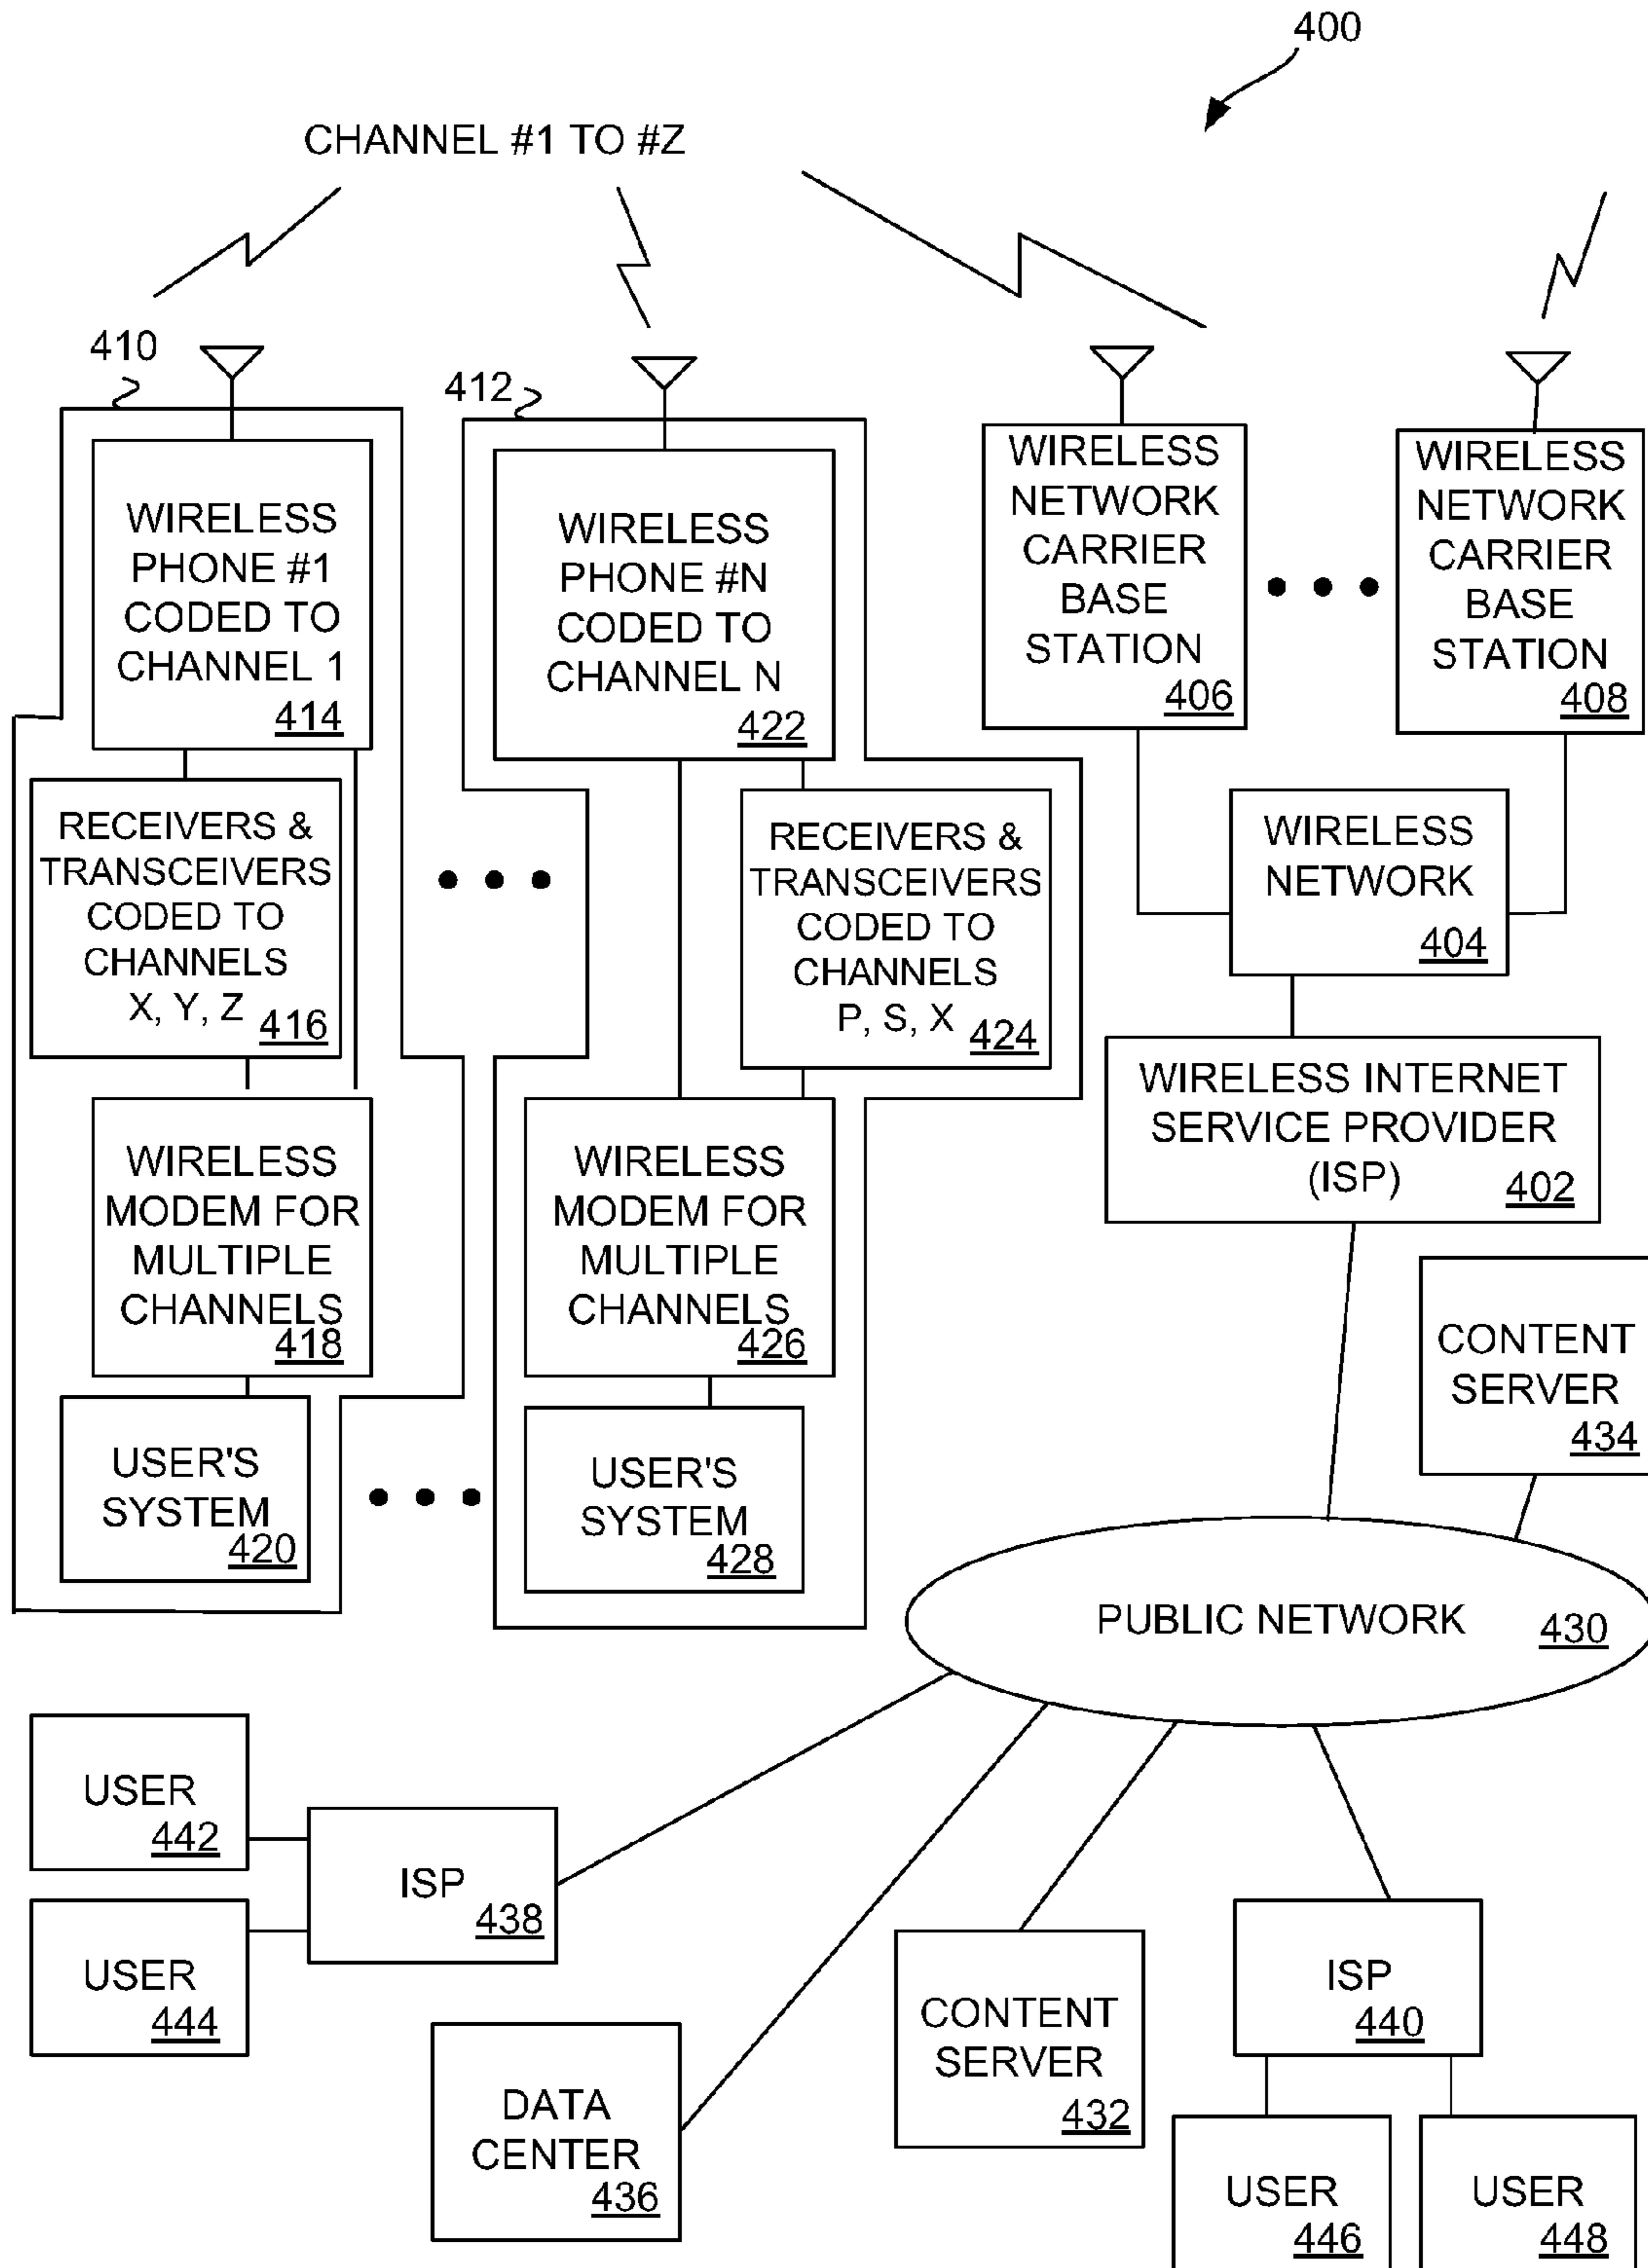 400
CHANNEL #1 TO #Z
410
412
WIRELESS
PHONE #1
CODED TO
CHANNEL 1
414
RECEIVERS &
TRANSCEIVERS
CODED TO
CHANNELS
X, Y, Z
416
WIRELESS
MODEM FOR
MULTIPLE
CHANNELS
418
USER'S
SYSTEM
420
WIRELESS
PHONE #N
CODED TO
CHANNEL N
422
RECEIVERS &
TRANSCEIVERS
CODED TO
CHANNELS
P, S, X
424
WIRELESS
MODEM FOR
MULTIPLE
CHANNELS
426
USER'S
SYSTEM
428
WIRELESS
NETWORK
CARRIER
BASE
STATION
406
WIRELESS
NETWORK
CARRIER
BASE
STATION
408
WIRELESS
NETWORK
404
WIRELESS INTERNET
SERVICE PROVIDER
(ISP)
402
CONTENT
SERVER
434
PUBLIC NETWORK
430
USER
442
USER
444
ISP
438
DATA
CENTER
436
CONTENT
SERVER
432
ISP
440
USER
446
USER
448